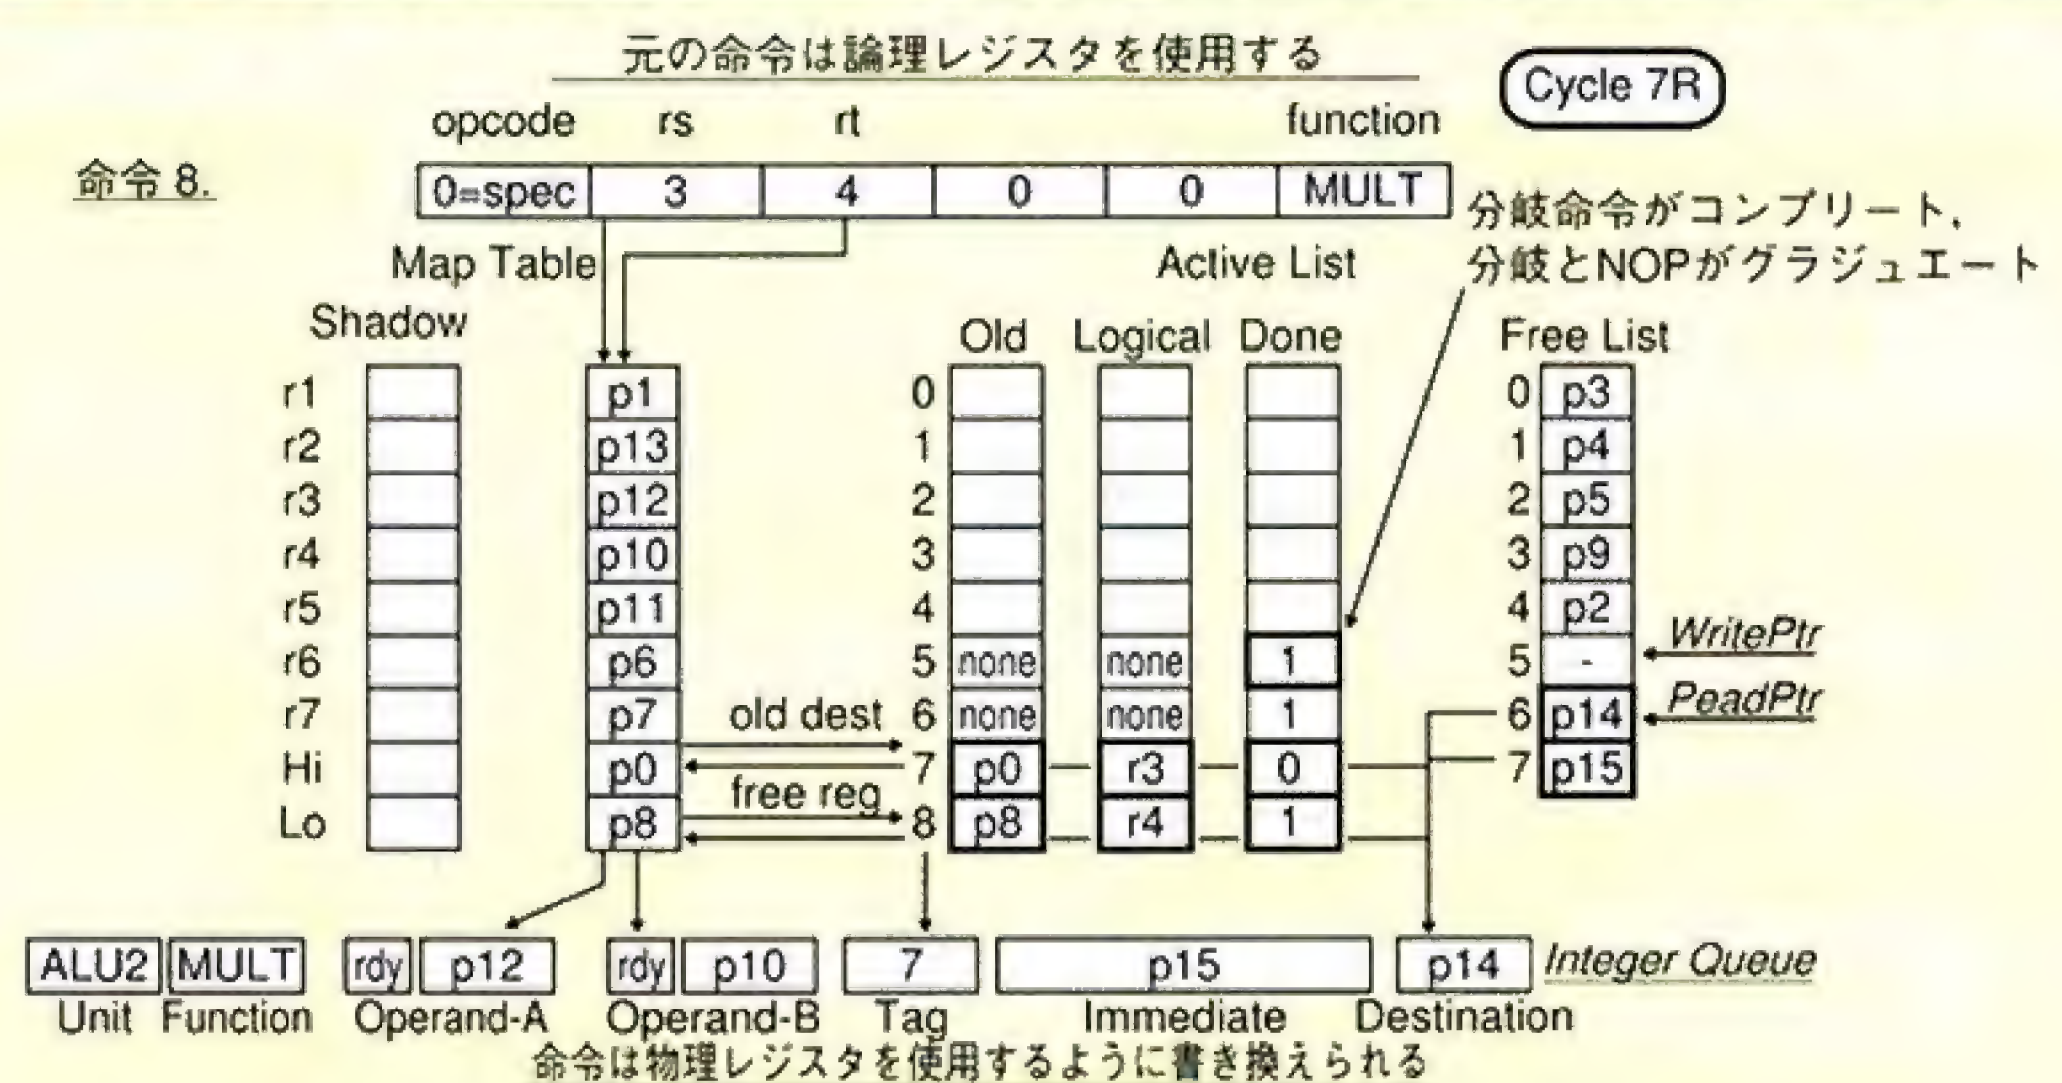 元の命令は論理レジスタを使用する
Cycle 7R
opcode rs rt function
命令 8.
0=spec 3 4 0 0 MULT
分岐命令がコンプリート,
分岐とNOPがグラジュエート
Map Table Active List
Shadow Old Logical Done Free List
r1 p1 0 0 p3
r2 p13 1 1 p4
r3 p12 2 2 p5
r4 p10 3 3 p9
r5 p11 4 4 p2
WritePtr
r6 p6 5 none none 1 5 -
PeadPtr
r7 p7 old dest 6 none none 1 6 p14
Hi p0 7 p0 r3 0 7 p15
free reg
Lo p8 8 p8 r4 1
ALU2 MULT rdy p12 rdy p10 7 p15 p14 Integer Queue
Unit Function Operand-A Operand-B Tag Immediate Destination
命令は物理レジスタを使用するように書き換えられる